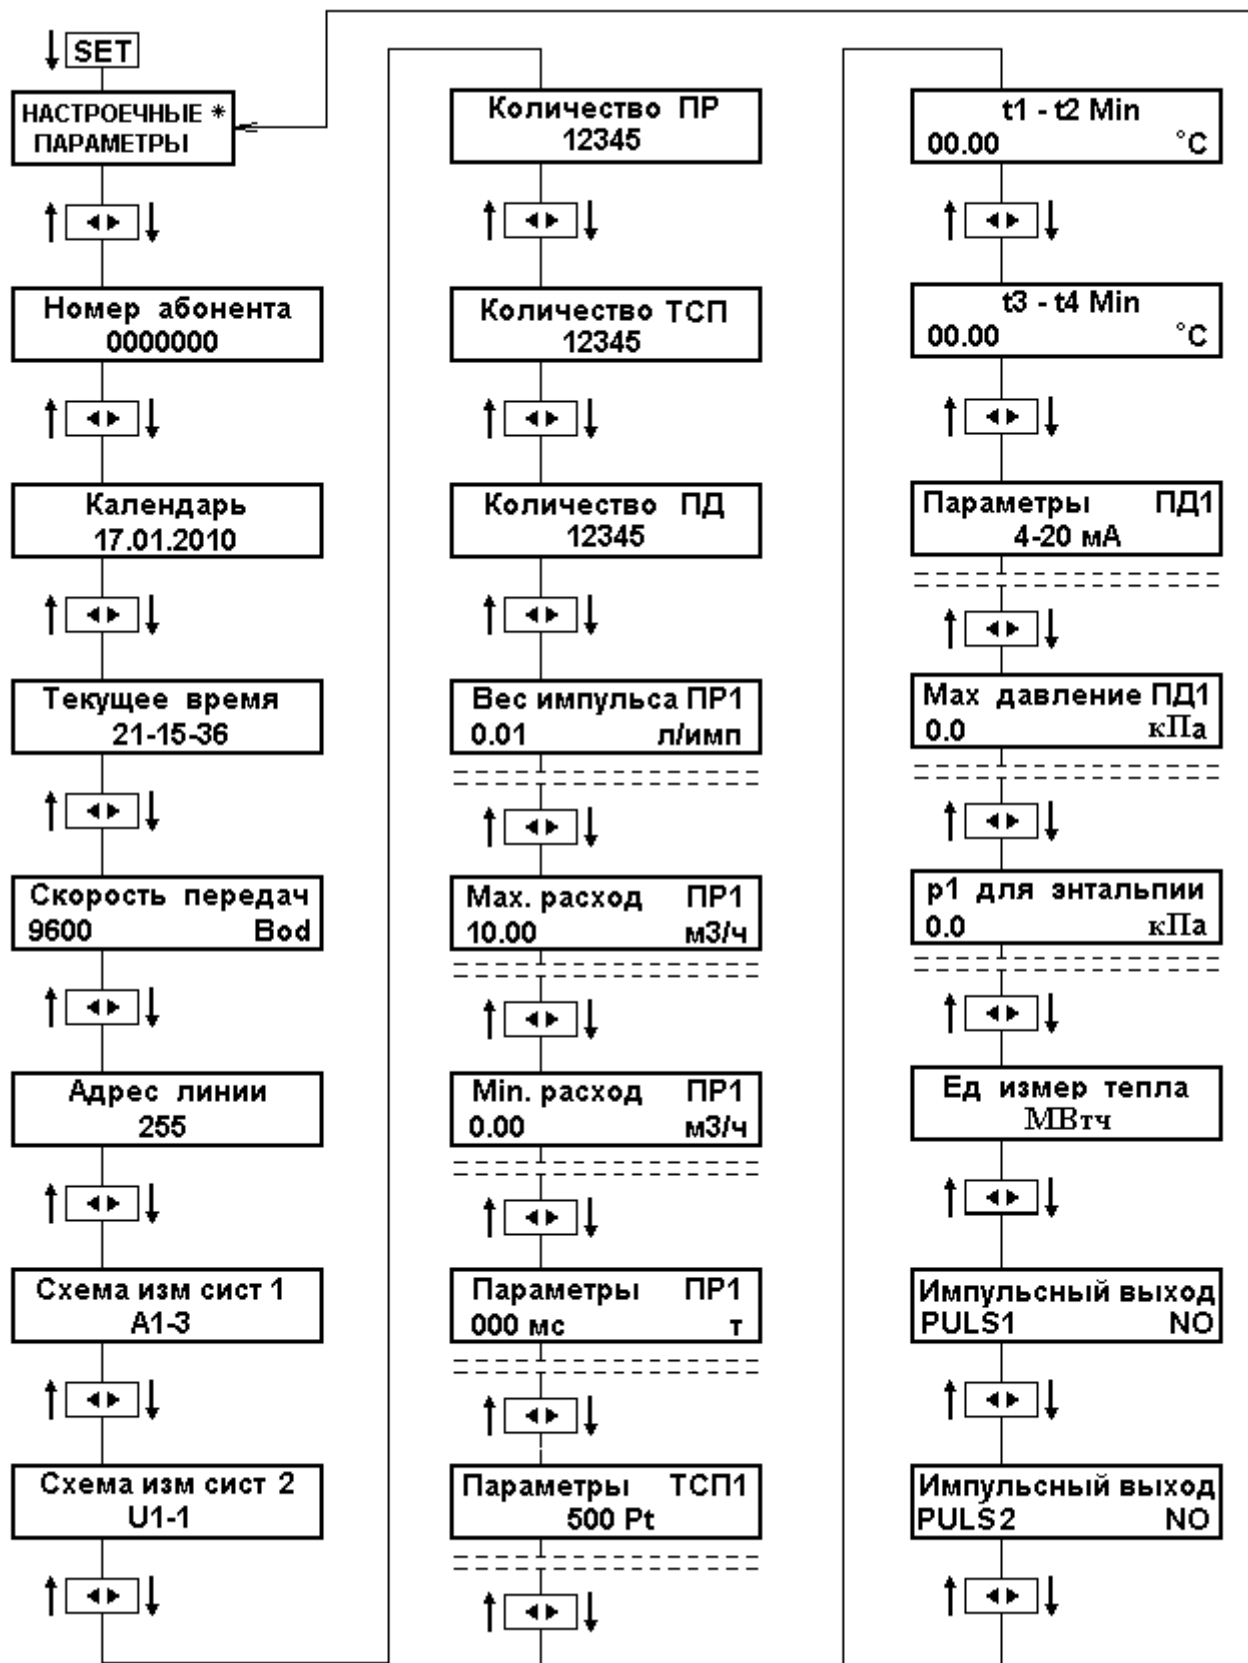 SET
НАСТРОЕЧНЫЕ *
ПАРАМЕТРЫ
Номер абонента
0000000
Календарь
17.01.2010
Текущее время
21-15-36
Скорость передач
9600 Bod
Адрес линии
255
Схема изм сист 1
А1-3
Схема изм сист 2
U1-1
Количество ПР
12345
Количество ТСП
12345
Количество ПД
12345
Вес импульса ПР1
0.01 л/имп
Мах. расход ПР1
10.00 м3/ч
Min. расход ПР1
0.00 м3/ч
Параметры ПР1
000 мс т
Параметры ТСП1
500 Pt
t1 - t2 Min
00.00 °C
t3 - t4 Min
00.00 °C
Параметры ПД1
4-20 мА
Мах давление ПД1
0.0 кПа
р1 для энтальпии
0.0 кПа
Ед измер тепла
МВтч
Импульсный выход
PULS1 NO
Импульсный выход
PULS2 NO